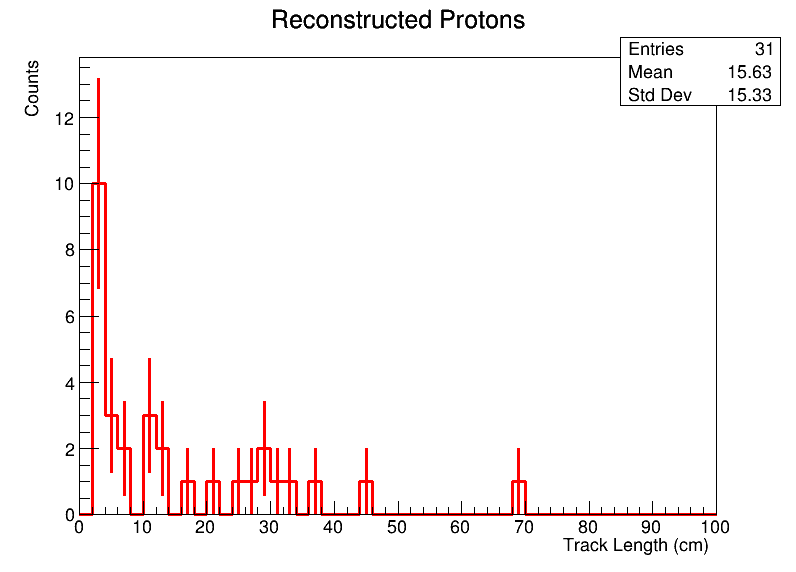 Reconstructed Protons
Entries 31
Mean 15.63
Std Dev 15.33
Counts
12
10
8
6
4
2
0
0 10 20 30 40 50 60 70 80 90 100
Track Length (cm)